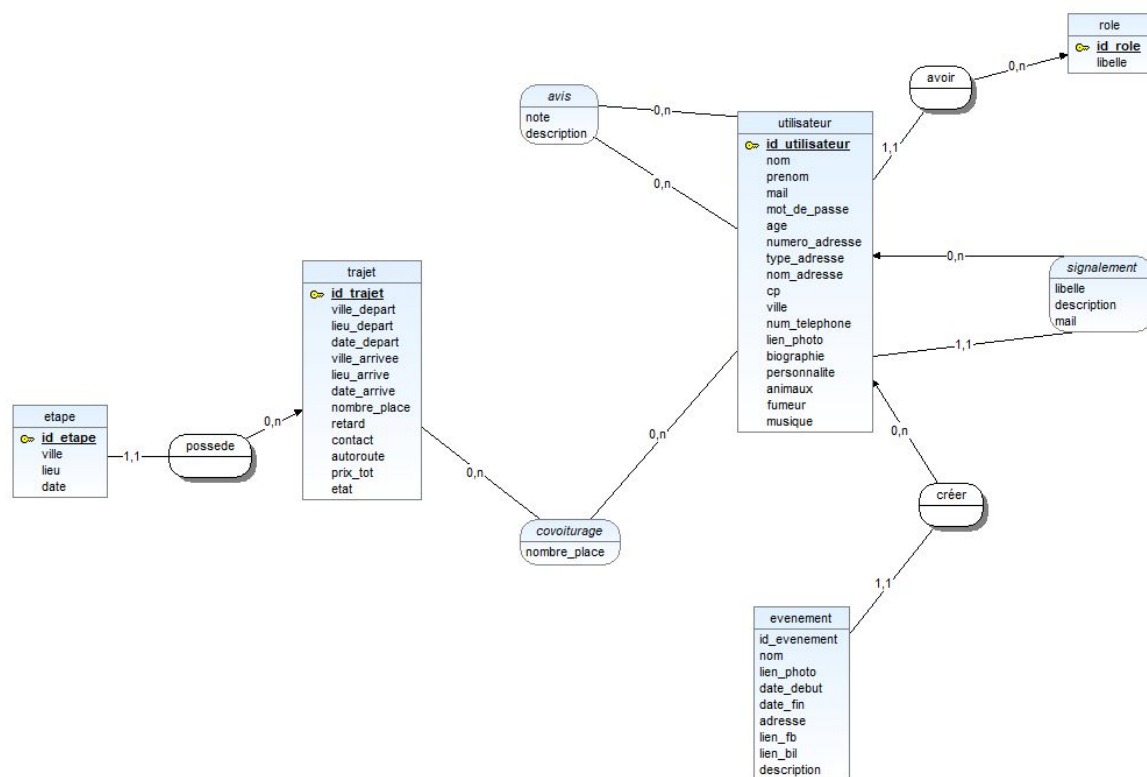 role
id_role
libelle
0,n
avoir
1,1
avis
note
description
0,n
0,n
utilisateur
id_utilisateur
nom
prenom
mail
mot_de_passe
age
numero_adresse
type_adresse
nom_adresse
cp
ville
num_telephone
lien_photo
biographie
personnalite
animaux
fumeur
musique
0,n
signalement
libelle
description
mail
1,1
trajet
id_trajet
ville_depart
lieu_depart
date_depart
ville_arrivee
lieu_arrive
date_arrive
nombre_place
retard
contact
autoroute
prix_tot
etat
etape
id_etape
ville
lieu
date
1,1
possede
0,n
0,n
covoiturage
nombre_place
0,n
0,n
créer
1,1
evenement
id_evenement
nom
lien_photo
date_debut
date_fin
adresse
lien_fb
lien_bil
description